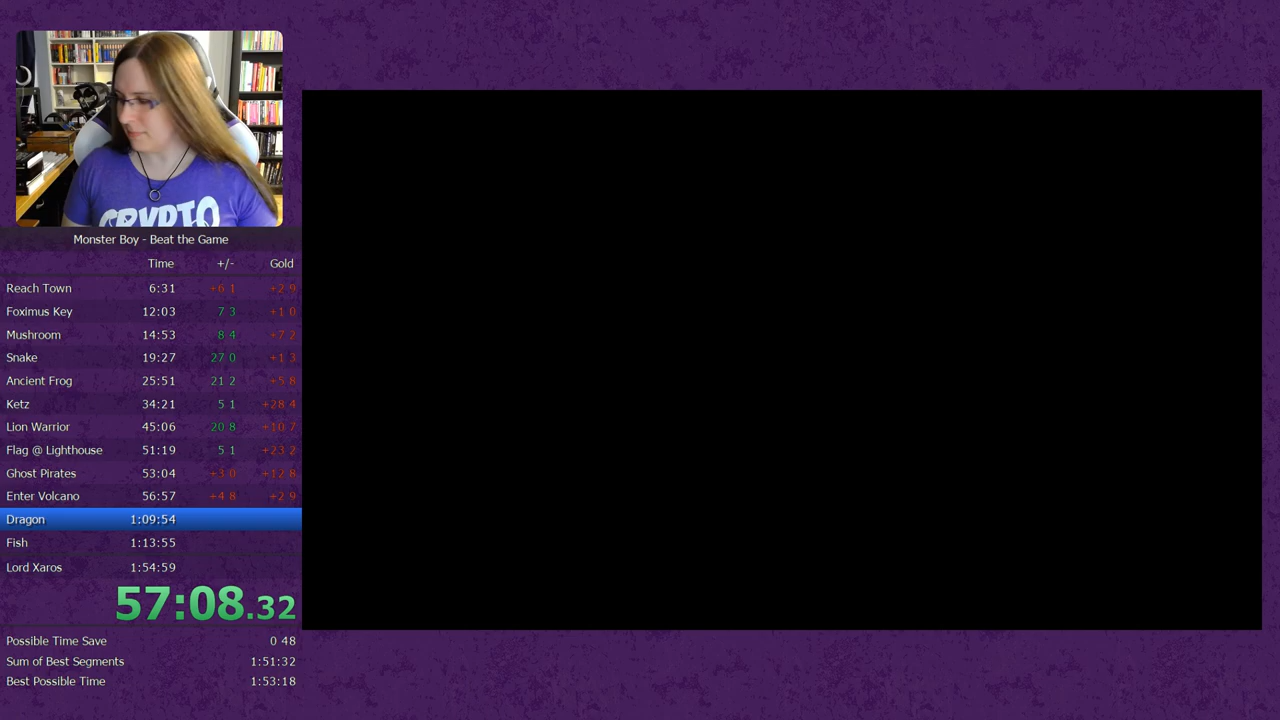 CRYPTO
Monster Boy - Beat the Game
Time +/- Gold
Reach Town 6:31 +6 1 +2 9
Foximus Key 12:03 7 3 +1 0
Mushroom 14:53 8 4 +7 2
Snake 19:27 27 0 +1 3
Ancient Frog 25:51 21 2 +5 8
Ketz 34:21 5 1 +28 4
Lion Warrior 45:06 20 8 +10 7
Flag @ Lighthouse 51:19 5 1 +23 2
Ghost Pirates 53:04 +3 0 +12 8
Enter Volcano 56:57 +4 8 +2 9
Dragon 1:09:54
Fish 1:13:55
Lord Xaros 1:54:59
57:08.32
Possible Time Save 0 48
Sum of Best Segments 1:51:32
Best Possible Time 1:53:18